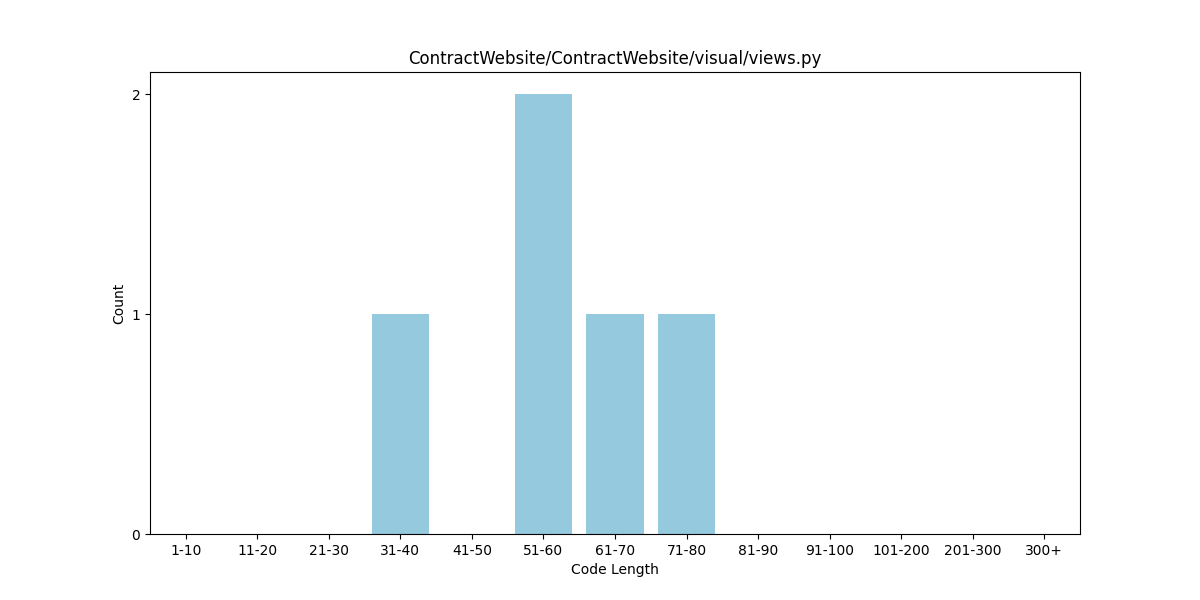 ContractWebsite/ContractWebsite/visual/views.py
2
1
0
Count
1-10 11-20 21-30 31-40 41-50 51-60 61-70 71-80 81-90 91-100 101-200 201-300 300+
Code Length